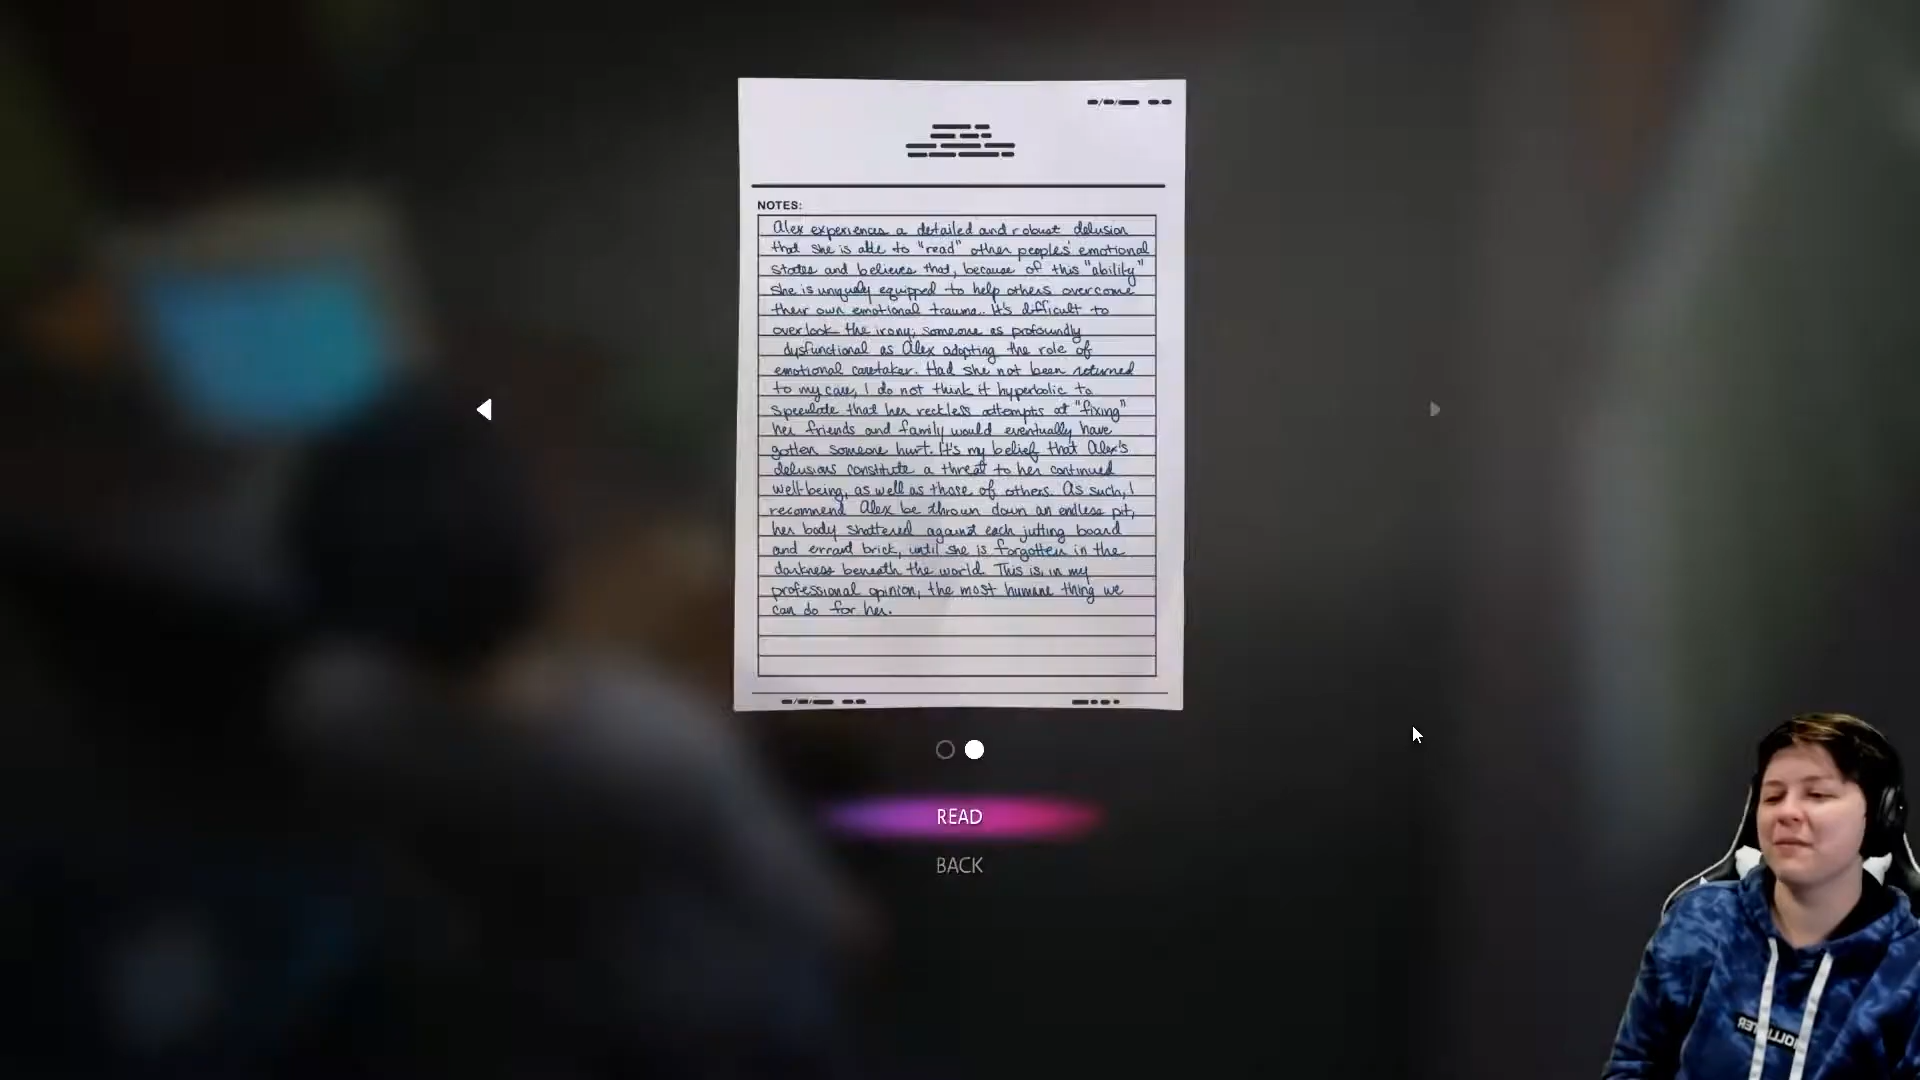 NOTES:
Alex experiences a detailed and robust delusion
that she is able to "read" other peoples' emotional
states and believes that, because of this "ability"
she is uniquely equipped to help others overcome
their own emotional trauma. It's difficult to
overlook the irony; someone as profoundly
dysfunctional as Alex adopting the role of
emotional caretaker. Had she not been returned
to my care, I do not think it hyperbolic to
speculate that her reckless attempts at "fixing"
her friends and family would eventually have
gotten someone hurt. It's my belief that Alex's
delusions constitute a threat to her continued
well-being, as well as those of others. As such, I
recommend Alex be thrown down an endless pit,
her body shattered against each jutting board
and errant brick, until she is forgotten in the
darkness beneath the world. This is, in my
professional opinion, the most humane thing we
can do for her.
READ
BACK
HOLLISTER